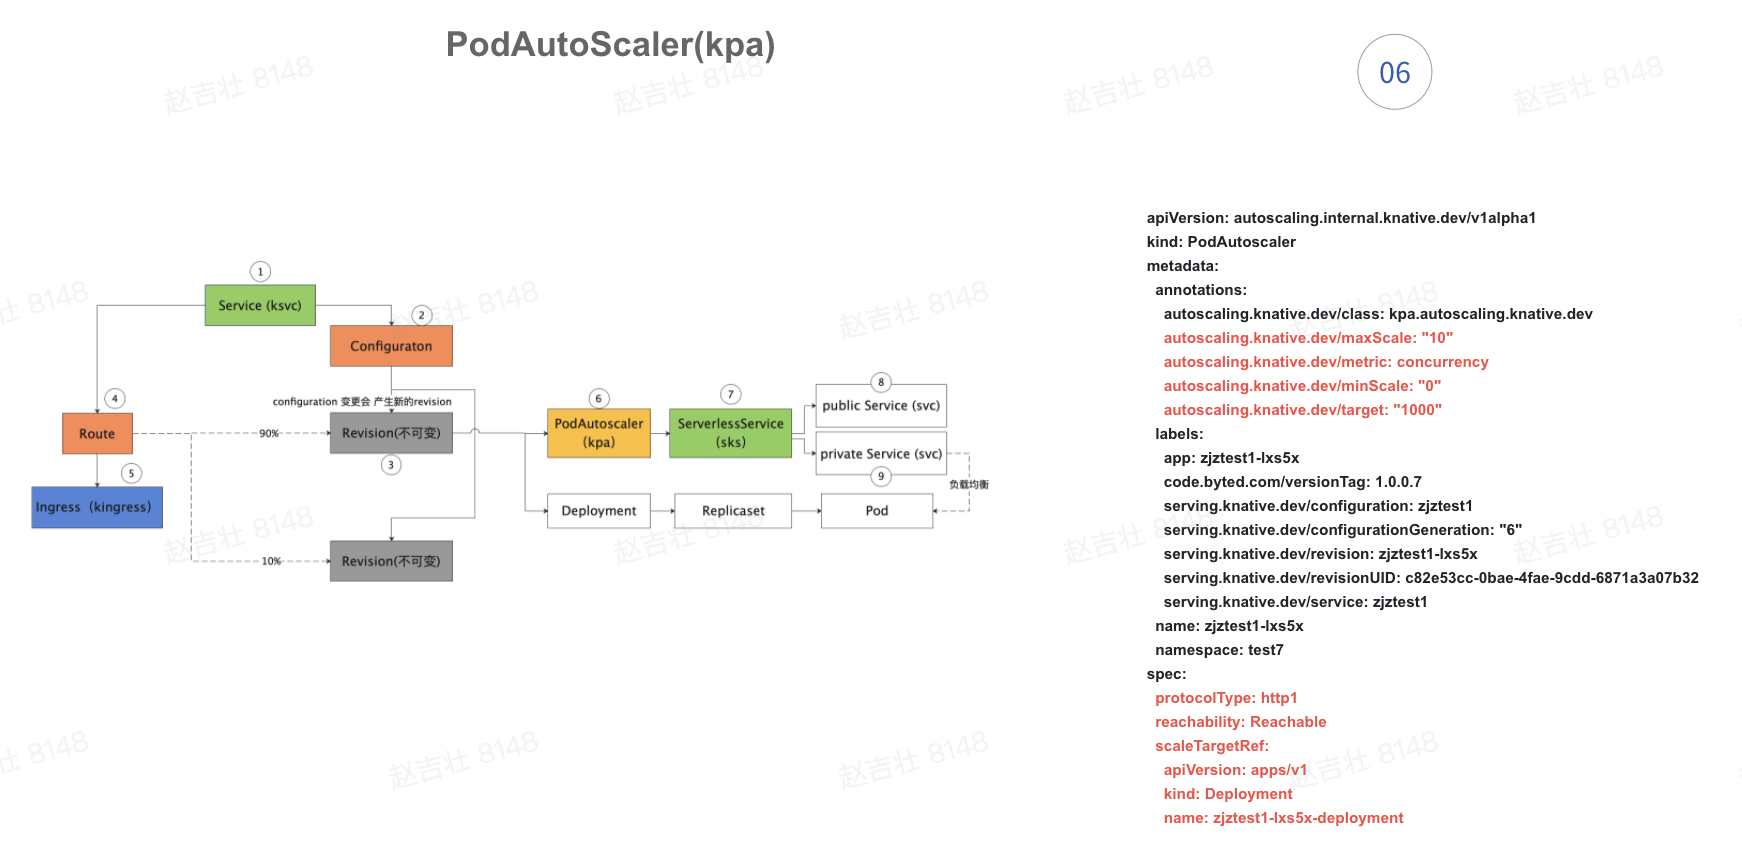 PodAutoScaler(kpa)
06
1
Service (ksvc)
2
Configuraton
configuration 变更会 产生新的revision
4
Route
90%
Revision(不可变)
3
5
Ingress（kingress）
10%
Revision(不可变)
6
PodAutoscaler
(kpa)
7
ServerlessService
(sks)
8
public Service (svc)
private Service (svc)
9
负载均衡
Deployment
Replicaset
Pod
apiVersion: autoscaling.internal.knative.dev/v1alpha1
kind: PodAutoscaler
metadata:
  annotations:
    autoscaling.knative.dev/class: kpa.autoscaling.knative.dev
    autoscaling.knative.dev/maxScale: "10"
    autoscaling.knative.dev/metric: concurrency
    autoscaling.knative.dev/minScale: "0"
    autoscaling.knative.dev/target: "1000"
  labels:
    app: zjztest1-lxs5x
    code.byted.com/versionTag: 1.0.0.7
    serving.knative.dev/configuration: zjztest1
    serving.knative.dev/configurationGeneration: "6"
    serving.knative.dev/revision: zjztest1-lxs5x
    serving.knative.dev/revisionUID: c82e53cc-0bae-4fae-9cdd-6871a3a07b32
    serving.knative.dev/service: zjztest1
  name: zjztest1-lxs5x
  namespace: test7
spec:
  protocolType: http1
  reachability: Reachable
  scaleTargetRef:
    apiVersion: apps/v1
    kind: Deployment
    name: zjztest1-lxs5x-deployment
赵吉壮 8148